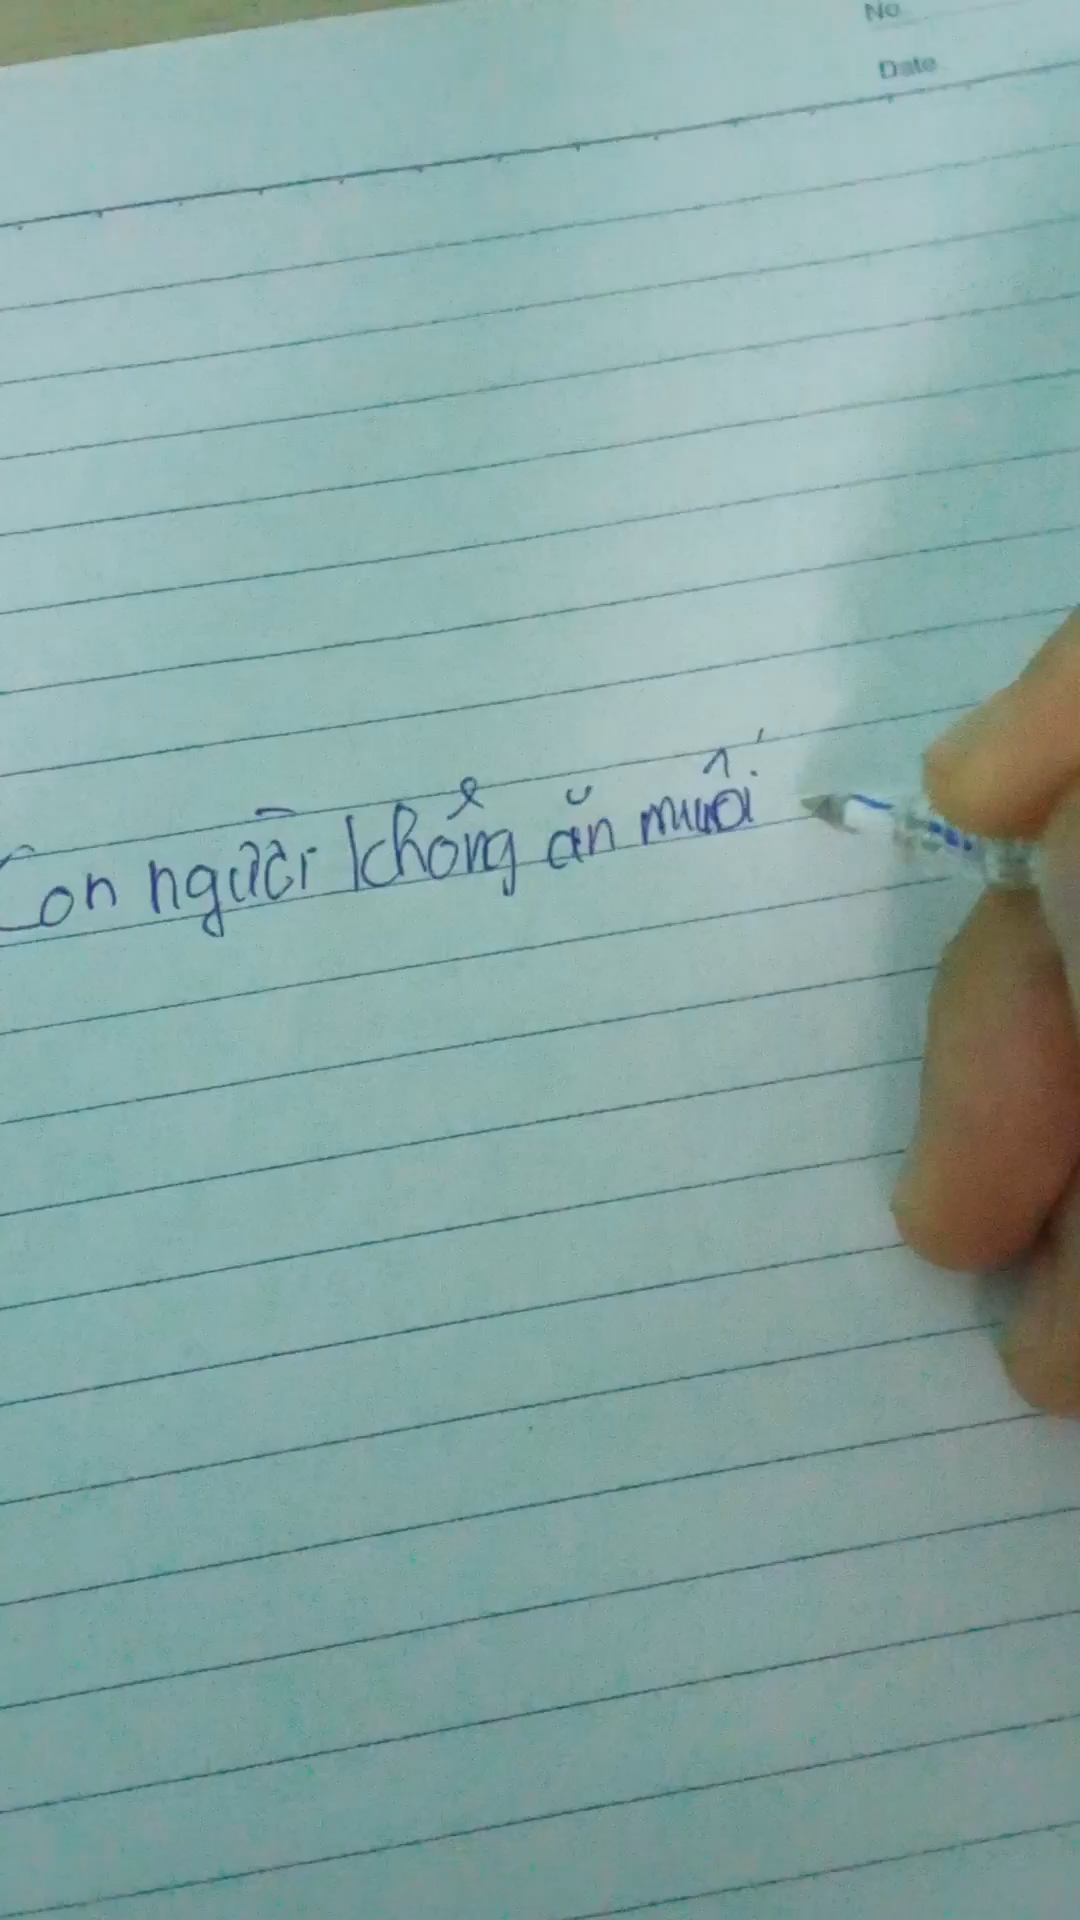 No
Date
Con người không ăn muối